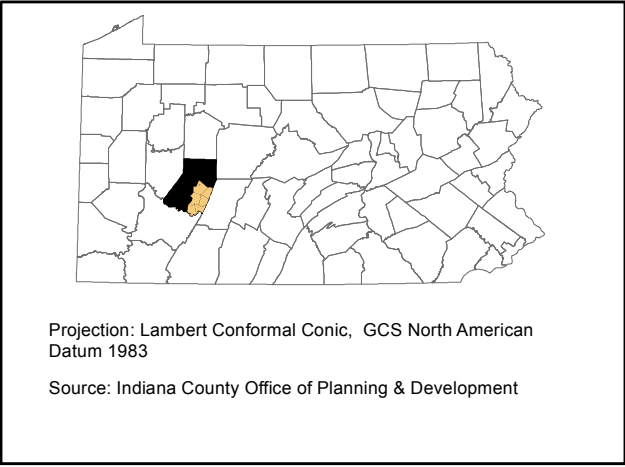 Projection: Lambert Conformal Conic,  GCS North American
Datum 1983
Source: Indiana County Office of Planning & Development